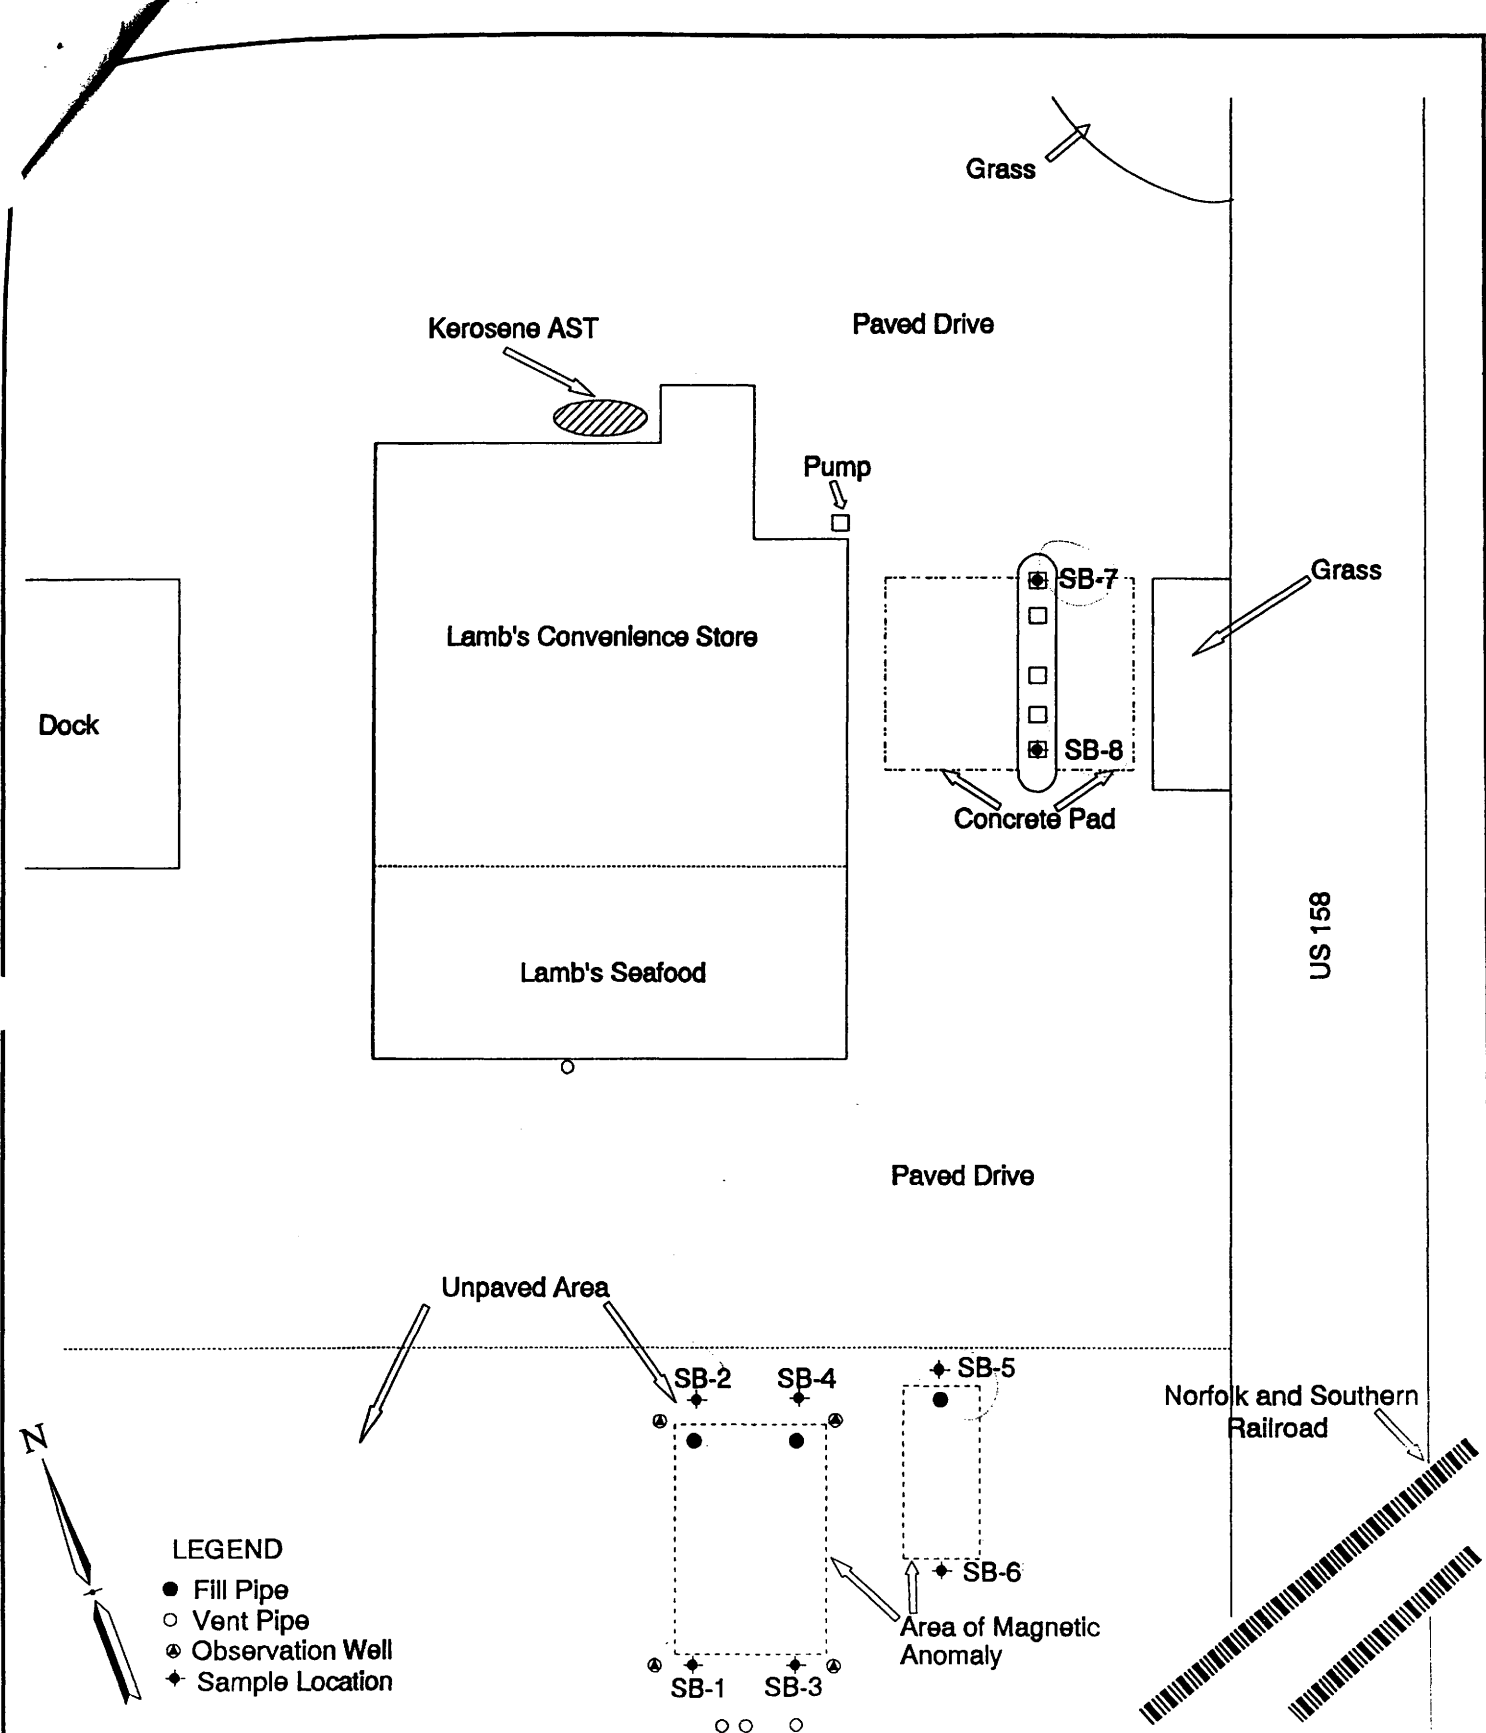 Grass
Kerosene AST
Paved Drive
Pump
SB-7
Grass
Lamb's Convenience Store
Dock
SB-8
Concrete Pad
US 158
Lamb's Seafood
Paved Drive
Unpaved Area
SB-2
SB-4
SB-5
Norfolk and Southern
Railroad
N
LEGEND
Fill Pipe
Vent Pipe
Observation Well
Sample Location
SB-6
Area of Magnetic
Anomaly
SB-1
SB-3